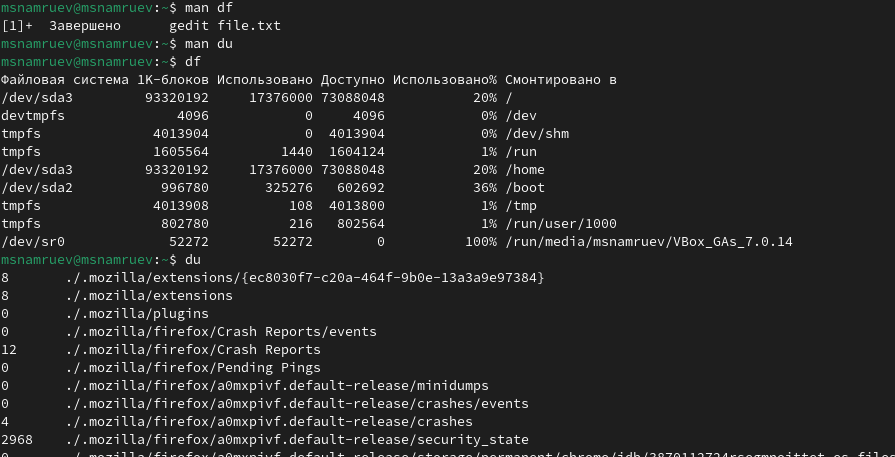 msnamruev@msnamruev:~$ man df
[1]+  Завершено      gedit file.txt
msnamruev@msnamruev:~$ man du
msnamruev@msnamruev:~$ df
Файловая система 1K-блоков Использовано Доступно Использовано% Смонтировано в
/dev/sda3         93320192     17376000 73088048           20% /
devtmpfs              4096            0     4096            0% /dev
tmpfs              4013904            0  4013904            0% /dev/shm
tmpfs              1605564         1440  1604124            1% /run
/dev/sda3         93320192     17376000 73088048           20% /home
/dev/sda2           996780       325276   602692           36% /boot
tmpfs              4013908          108  4013800            1% /tmp
tmpfs               802780          216   802564            1% /run/user/1000
/dev/sr0             52272        52272        0          100% /run/media/msnamruev/VBox_GAs_7.0.14
msnamruev@msnamruev:~$ du
8       ./.mozilla/extensions/{ec8030f7-c20a-464f-9b0e-13a3a9e97384}
8       ./.mozilla/extensions
0       ./.mozilla/plugins
0       ./.mozilla/firefox/Crash Reports/events
12      ./.mozilla/firefox/Crash Reports
0       ./.mozilla/firefox/Pending Pings
0       ./.mozilla/firefox/a0mxpivf.default-release/minidumps
0       ./.mozilla/firefox/a0mxpivf.default-release/crashes/events
4       ./.mozilla/firefox/a0mxpivf.default-release/crashes
2968    ./.mozilla/firefox/a0mxpivf.default-release/security_state